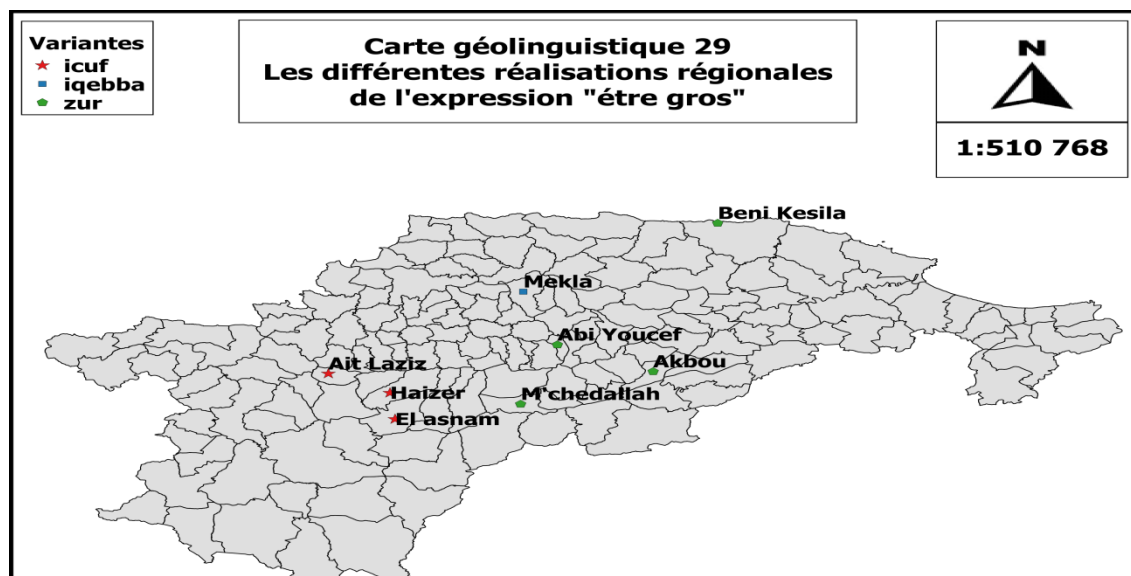 Variantes
icuf
iqebba
zur
Carte géolinguistique 29
Les différentes réalisations régionales
de l'expression "étre gros"
N
1:510 768
Beni Kesila
Mekla
Abi Youcef
Ait Laziz
Akbou
Haizer
M'chedallah
El asnam